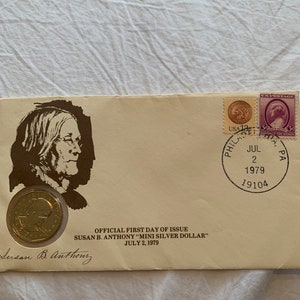 USA 13
PHILADELPHIA, PA
JUL
2
1979
19104
OFFICIAL FIRST DAY OF ISSUE
SUSAN B. ANTHONY "MINI SILVER DOLLAR"
JULY 2, 1979
Susan B Anthony